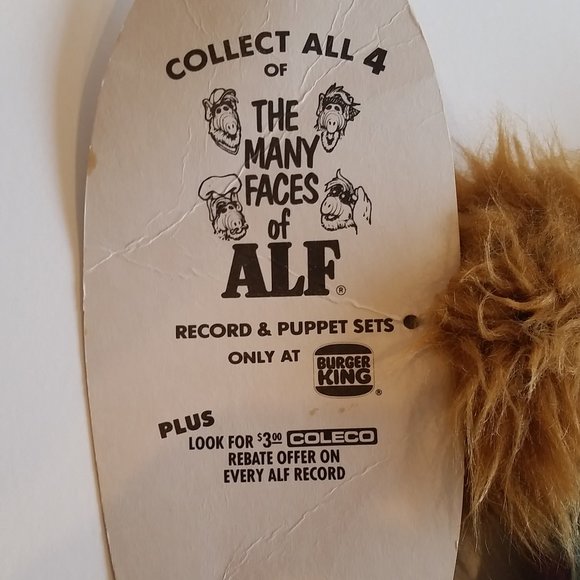 COLLECT ALL 4
OF
THE
MANY
FACES
of
ALF®
RECORD & PUPPET SETS
ONLY AT BURGER KING®
PLUS
LOOK FOR $3.00 COLECO
REBATE OFFER ON
EVERY ALF RECORD